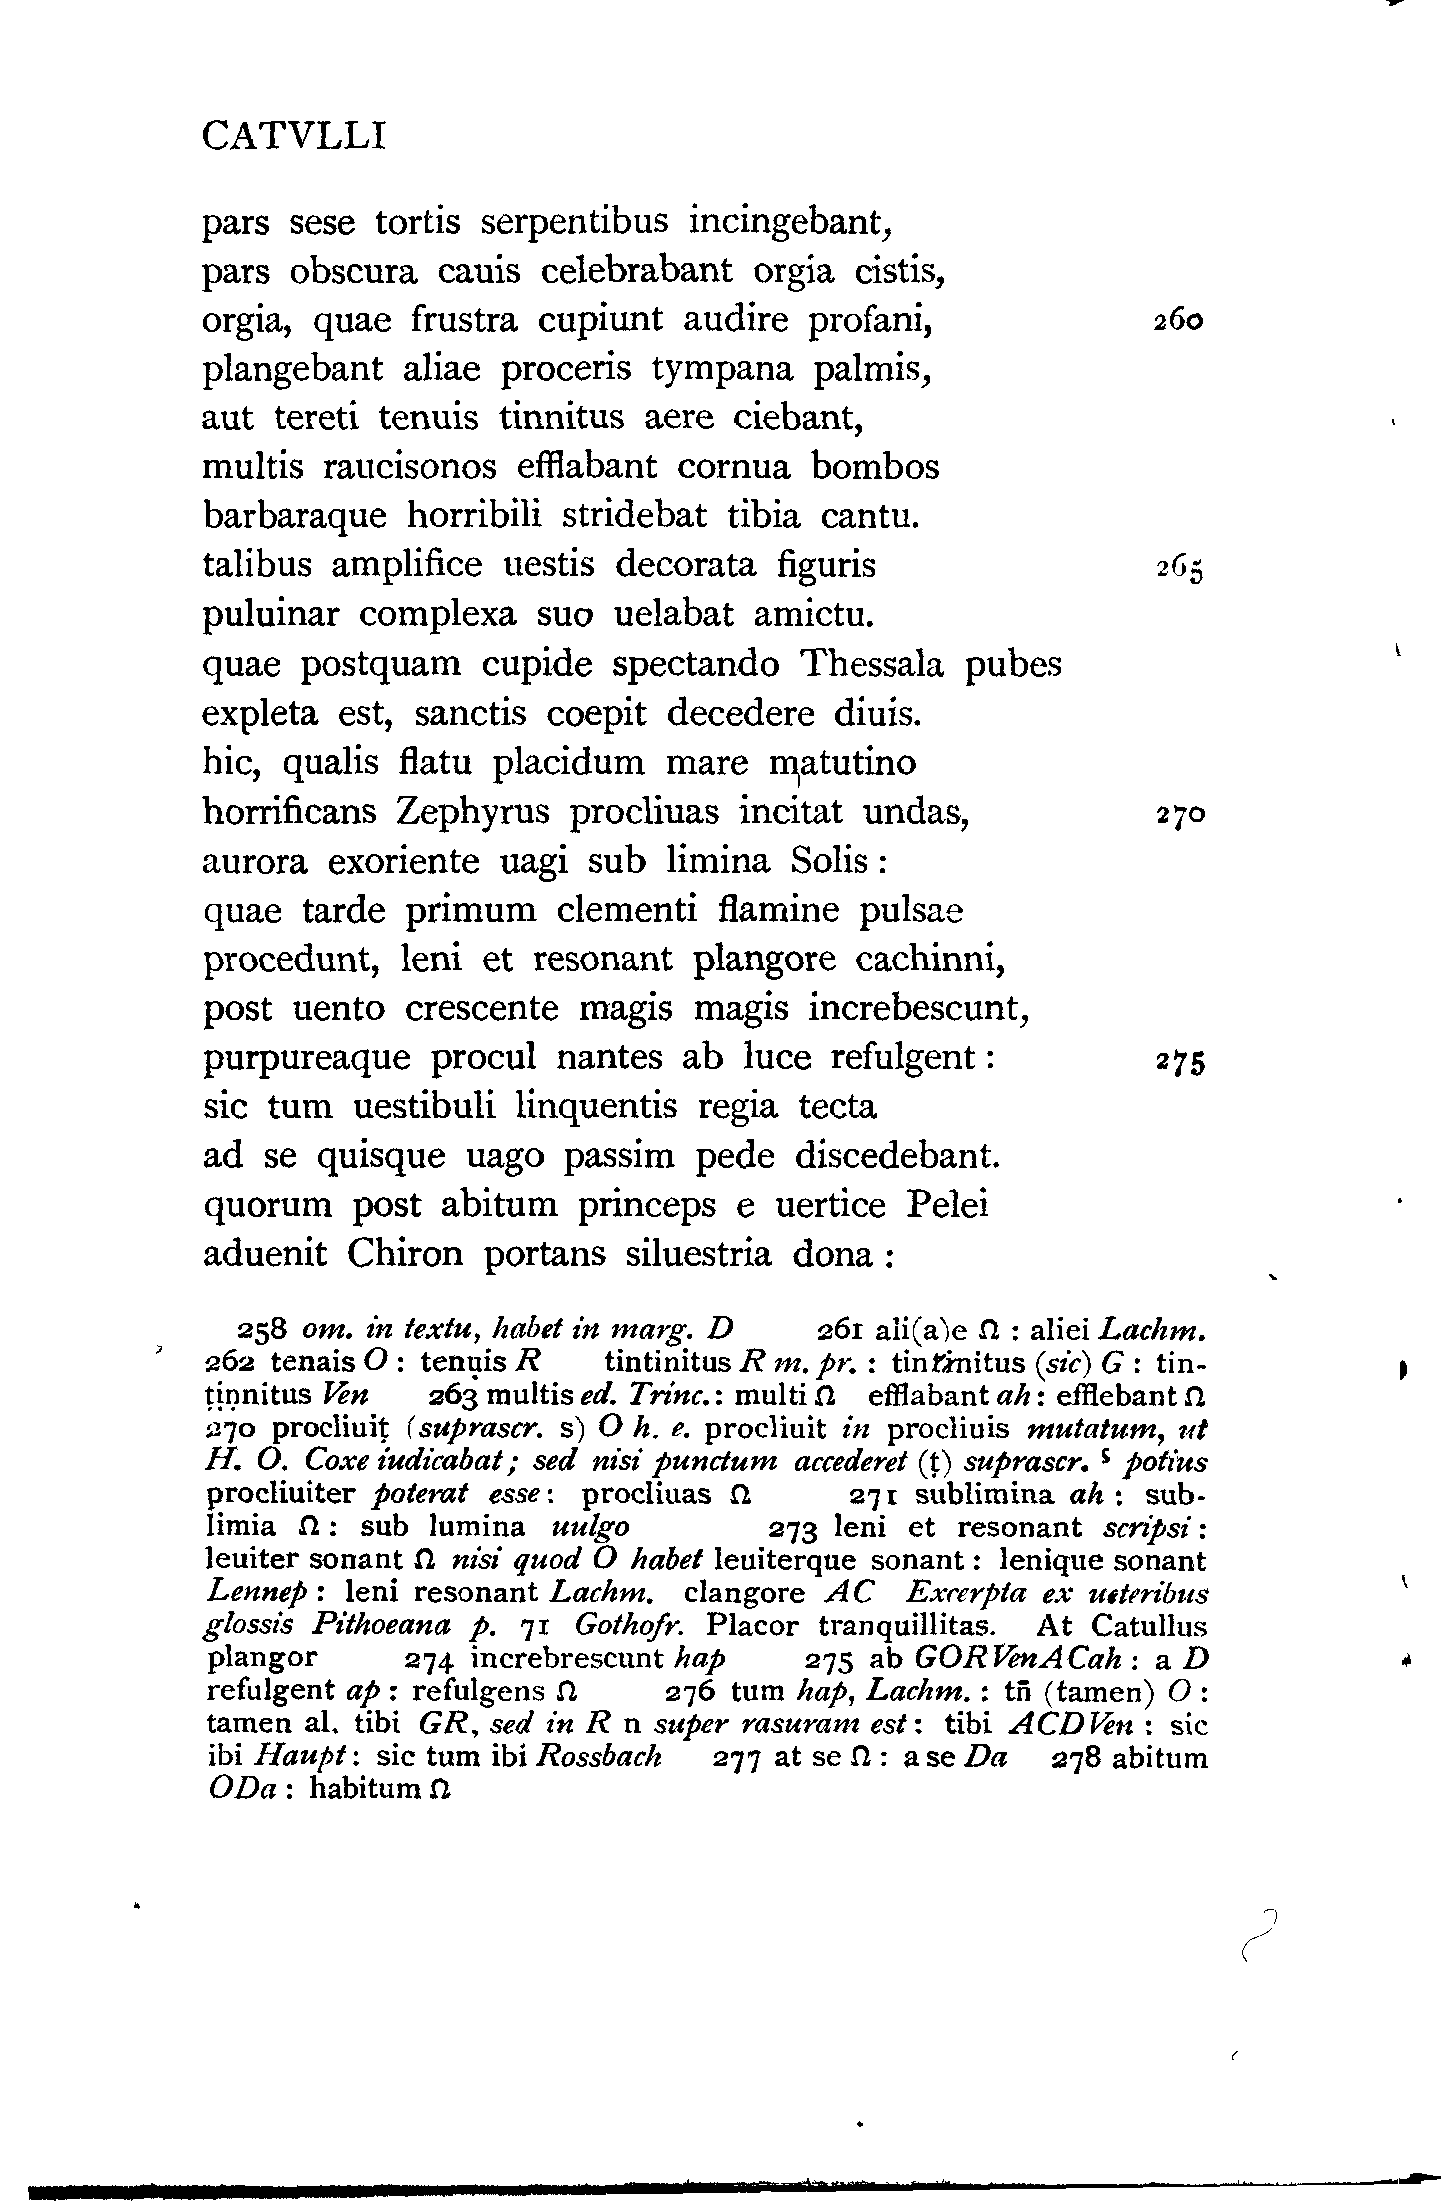 CATVLLI
pars sese tortis serpentibus incingebant,
pars obscura cauis celebrabant orgia cistis,
orgia, quae frustra cupiunt audire profani, 260
plangebant aliae proceris tympana palmis,
aut tereti tenuis tinnitus aere ciebant,
multis raucisonos efflabant cornua bombos
barbaraque horribili stridebat tibia cantu.
talibus amplifice uestis decorata figuris 265
puluinar complexa suo uelabat amictu.
quae postquam cupide spectando Thessala pubes
expleta est, sanctis coepit decedere diuis.
hic, qualis flatu placidum mare matutino
horrificans Zephyrus procliuas incitat undas, 270
aurora exoriente uagi sub limina Solis :
quae tarde primum clementi flamine pulsae
procedunt, leni et resonant plangore cachinni,
post uento crescente magis magis increbescunt,
purpureaque procul nantes ab luce refulgent : 275
sic tum uestibuli linquentis regia tecta
ad se quisque uago passim pede discedebant.
quorum post abitum princeps e uertice Pelei
aduenit Chiron portans siluestria dona :
258 om. in textu, habet in marg. D 261 ali(a)e Ω : aliei Lachm.
262 tenais O : tenụis R tintinitus R m. pr. : tintinitus (sic) G : tin-
ṭịṇnitus Ven 263 multis ed. Trinc. : multi Ω efflabant ah : efflebant Ω
270 procliuiṭ (suprascr. s) O h. e. procliuit in procliuis mutatum, ut
H. O. Coxe iudicabat ; sed nisi punctum accederet (ṭ) suprascr. ˢ potius
procliuiter poterat esse : procliuas Ω 271 sublimina ah : sub-
limia Ω : sub lumina uulgo 273 leni et resonant scripsi :
leuiter sonant Ω nisi quod O habet leuiterque sonant : lenique sonant
Lennep : leni resonant Lachm. clangore AC Excerpta ex ueteribus
glossis Pithoeana p. 71 Gothofr. Placor tranquillitas. At Catullus
plangor 274 increbrescunt hap 275 ab GORVenACah : a D
refulgent ap : refulgens Ω 276 tum hap, Lachm. : tñ (tamen) O :
tamen al. tibi GR, sed in R n super rasuram est : tibi ACDVen : sic
ibi Haupt : sic tum ibi Rossbach 277 at se Ω : a se Da 278 abitum
ODa : habitum Ω